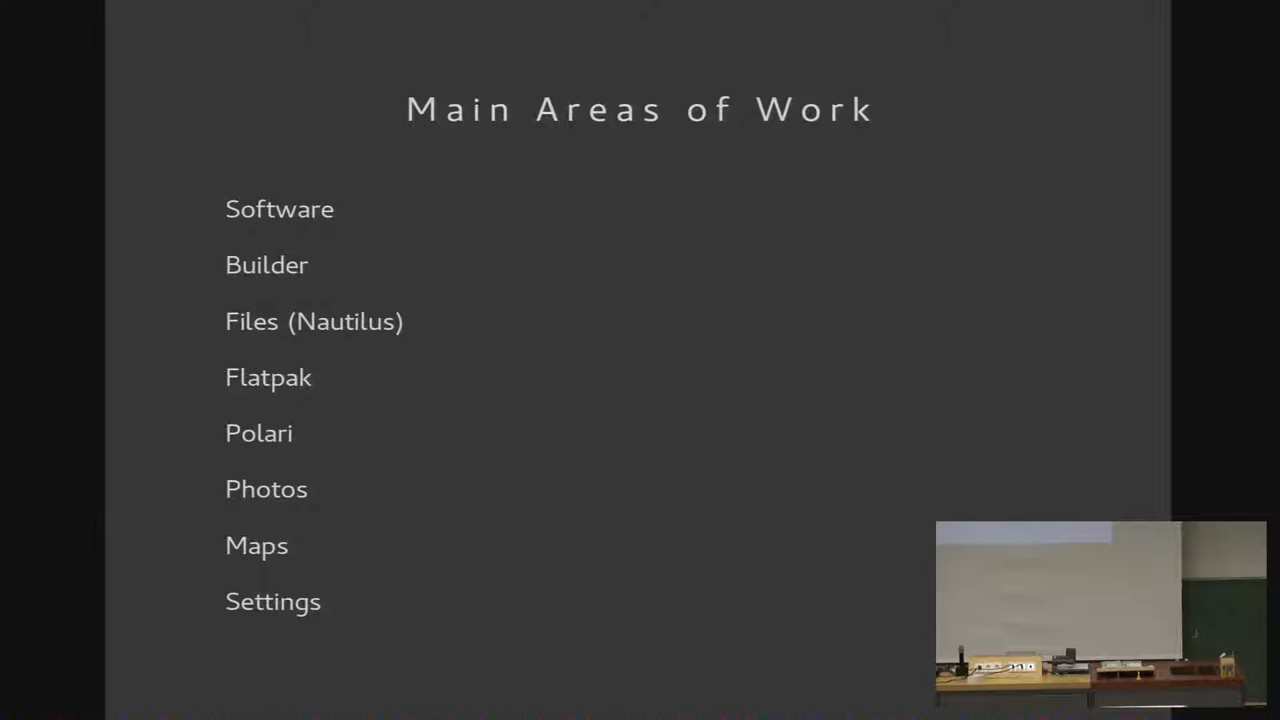 Main Areas of Work
Software
Builder
Files (Nautilus)
Flatpak
Polari
Photos
Maps
Settings